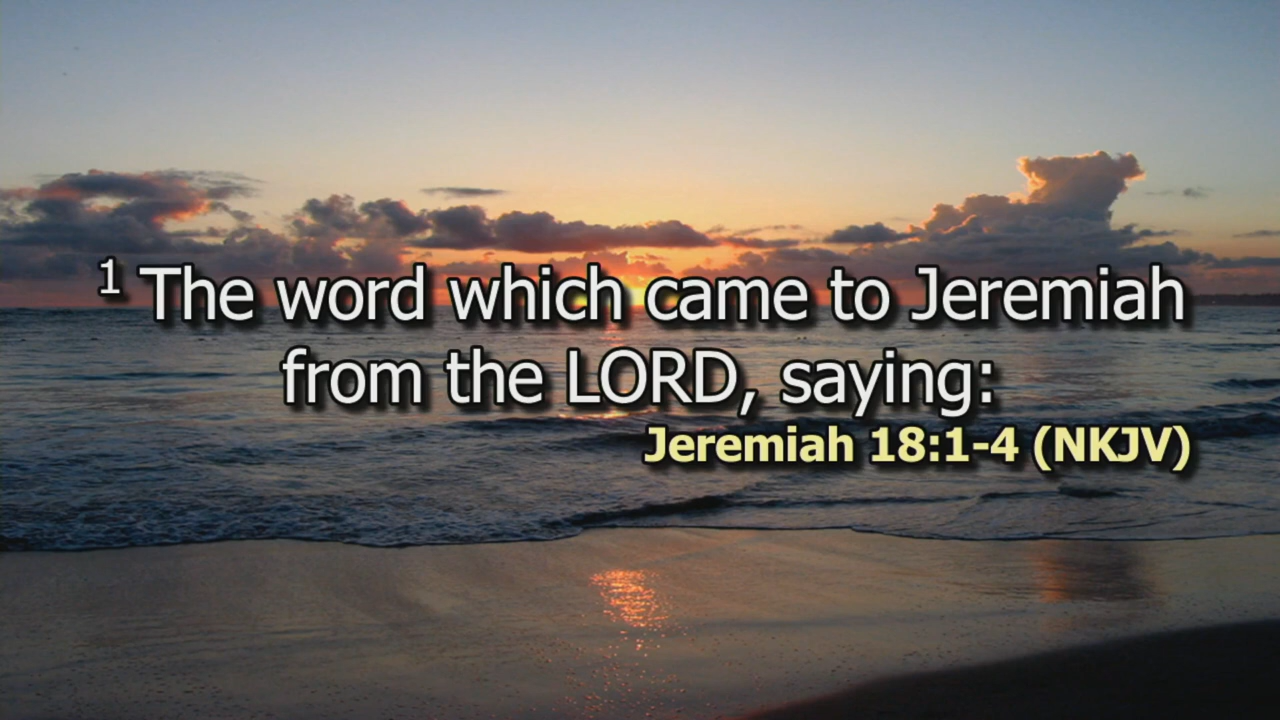 1 The word which came to Jeremiah
from the LORD, saying:
Jeremiah 18:1-4 (NKJV)